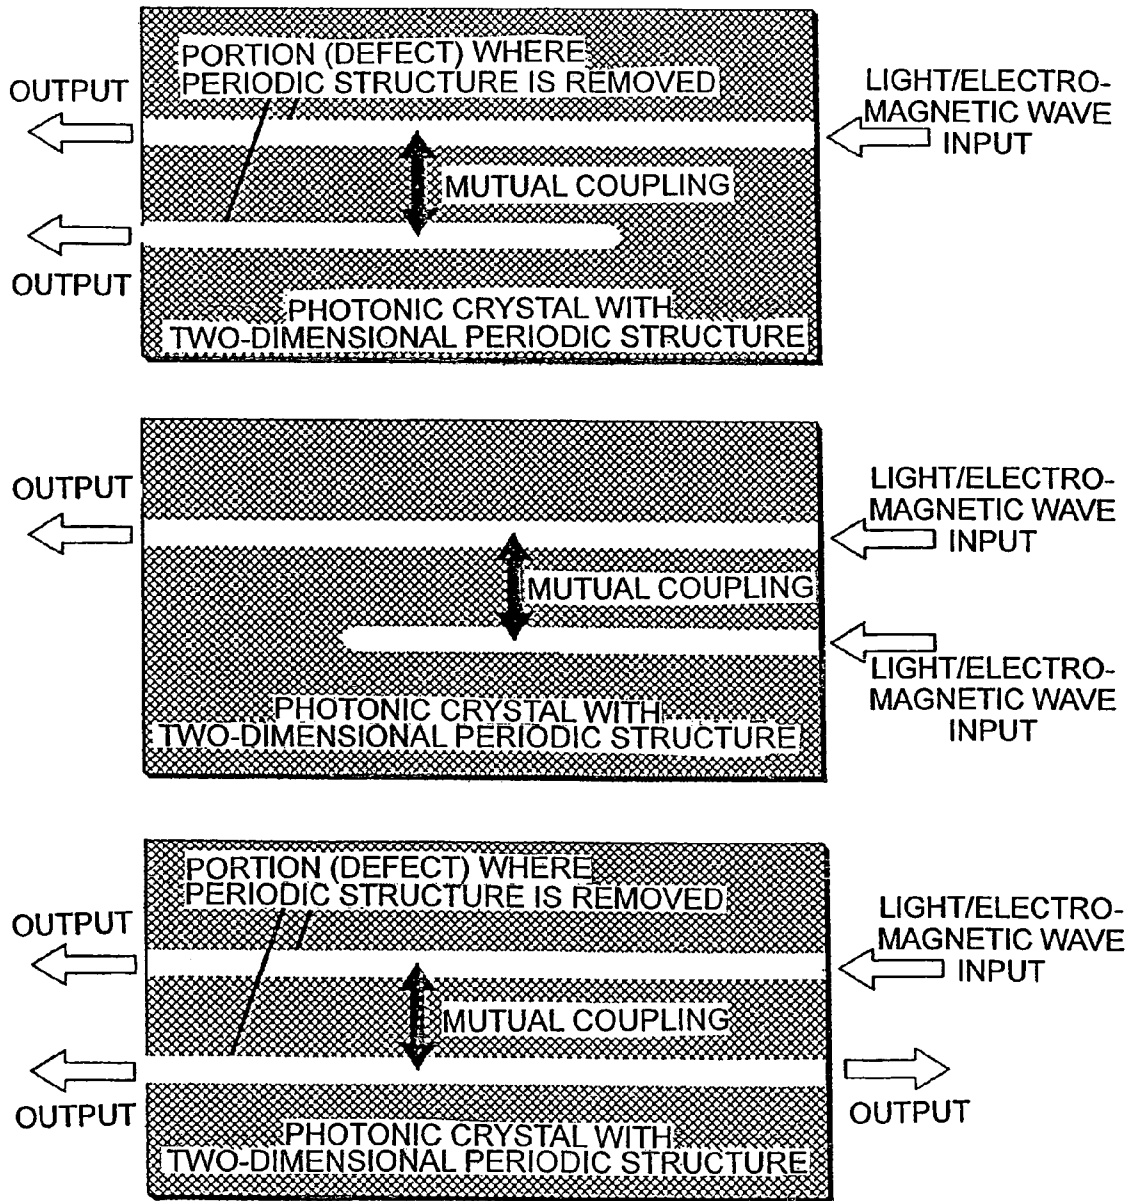 PORTION (DEFECT) WHERE
PERIODIC STRUCTURE IS REMOVED
OUTPUT
LIGHT/ELECTRO-
MAGNETIC WAVE
INPUT
MUTUAL COUPLING
OUTPUT
PHOTONIC CRYSTAL WITH
TWO-DIMENSIONAL PERIODIC STRUCTURE
OUTPUT
LIGHT/ELECTRO-
MAGNETIC WAVE
INPUT
MUTUAL COUPLING
LIGHT/ELECTRO-
MAGNETIC WAVE
INPUT
PHOTONIC CRYSTAL WITH
TWO-DIMENSIONAL PERIODIC STRUCTURE
PORTION (DEFECT) WHERE
PERIODIC STRUCTURE IS REMOVED
OUTPUT
LIGHT/ELECTRO-
MAGNETIC WAVE
INPUT
MUTUAL COUPLING
OUTPUT
OUTPUT
PHOTONIC CRYSTAL WITH
TWO-DIMENSIONAL PERIODIC STRUCTURE